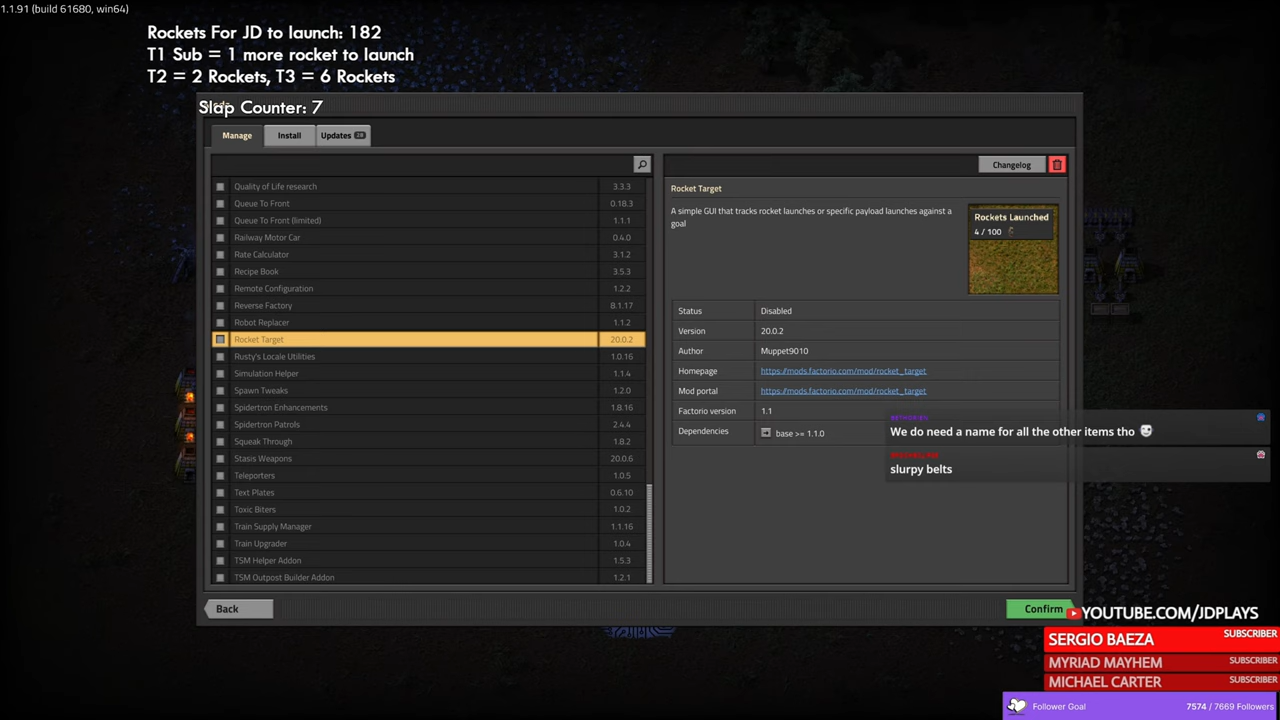 1.1.91 (build 61680, win64)
Rockets For JD to launch: 182
T1 Sub = 1 more rocket to launch
T2 = 2 Rockets, T3 = 6 Rockets
Slap Counter: 7
Manage
Install
Updates 28
Changelog
Quality of Life research 3.3.3
Queue To Front 0.18.3
Queue To Front (limited) 1.1.1
Railway Motor Car 0.4.0
Rate Calculator 3.1.2
Recipe Book 3.5.3
Remote Configuration 1.2.2
Reverse Factory 8.1.17
Robot Replacer 1.1.2
Rocket Target 20.0.2
Rusty's Locale Utilities 1.0.16
Simulation Helper 1.1.4
Spawn Tweaks 1.2.0
Spidertron Enhancements 1.8.16
Spidertron Patrols 2.4.4
Squeak Through 1.8.2
Stasis Weapons 20.0.6
Teleporters 1.0.5
Text Plates 0.6.10
Toxic Biters 1.0.2
Train Supply Manager 1.1.16
Train Upgrader 1.0.4
TSM Helper Addon 1.5.3
TSM Outpost Builder Addon 1.2.1
Rocket Target
A simple GUI that tracks rocket launches or specific payload launches against a
goal
Rockets Launched
4 / 100
Status Disabled
Version 20.0.2
Author Muppet9010
Homepage https://mods.factorio.com/mod/rocket_target
Mod portal https://mods.factorio.com/mod/rocket_target
Factorio version 1.1
Dependencies base >= 1.1.0
We do need a name for all the other items tho
slurpy belts
Back
Confirm
YOUTUBE.COM/JDPLAYS
SERGIO BAEZA SUBSCRIBER
MYRIAD MAYHEM SUBSCRIBER
MICHAEL CARTER SUBSCRIBER
Follower Goal 7574 / 7669 Followers